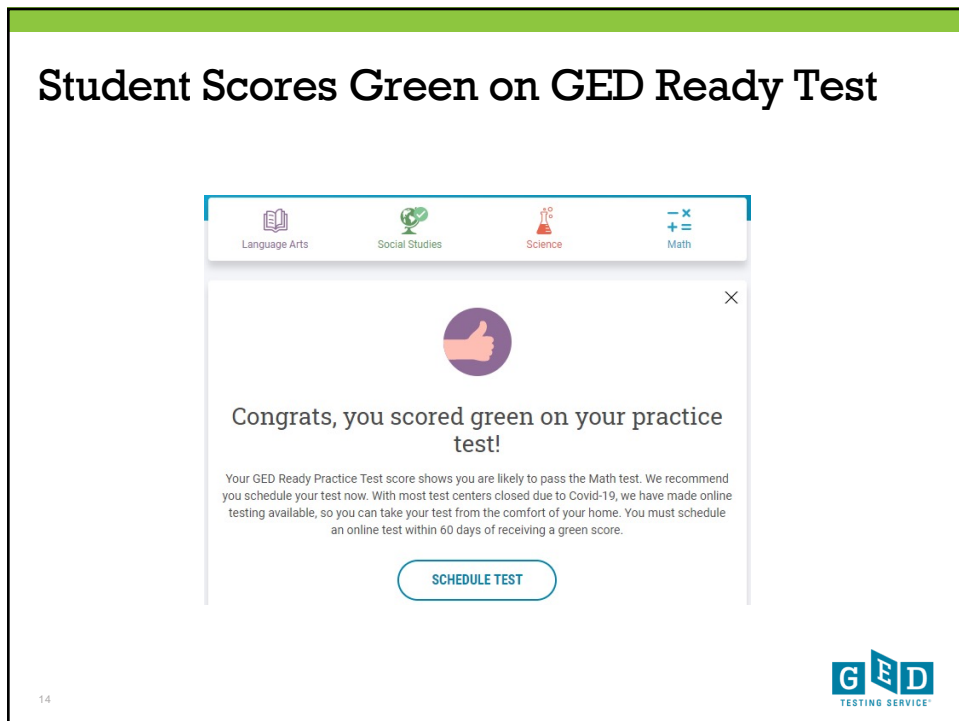 Student Scores Green on GED Ready Test
Language Arts
Social Studies
Science
Math
Congrats, you scored green on your practice
test!
Your GED Ready Practice Test score shows you are likely to pass the Math test. We recommend
you schedule your test now. With most test centers closed due to Covid-19, we have made online
testing available, so you can take your test from the comfort of your home. You must schedule
an online test within 60 days of receiving a green score.
SCHEDULE TEST
14
GED
TESTING SERVICE®